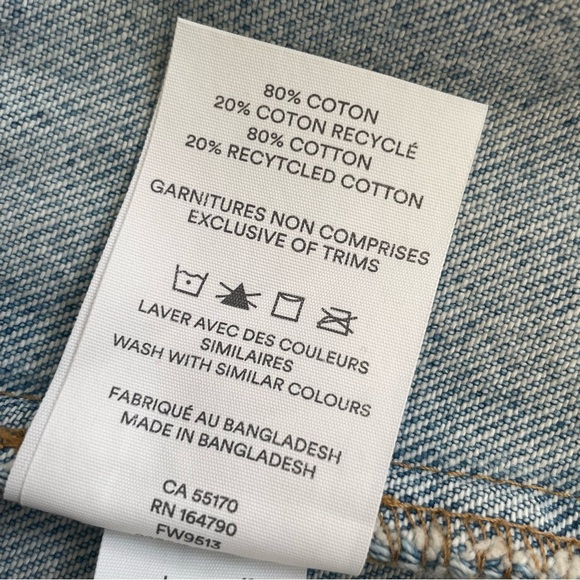 80% COTON
20% COTON RECYCLÉ
80% COTTON
20% RECYTCLED COTTON
GARNITURES NON COMPRISES
EXCLUSIVE OF TRIMS
LAVER AVEC DES COULEURS
SIMILAIRES
WASH WITH SIMILAR COLOURS
FABRIQUÉ AU BANGLADESH
MADE IN BANGLADESH
CA 55170
RN 164790
FW9513